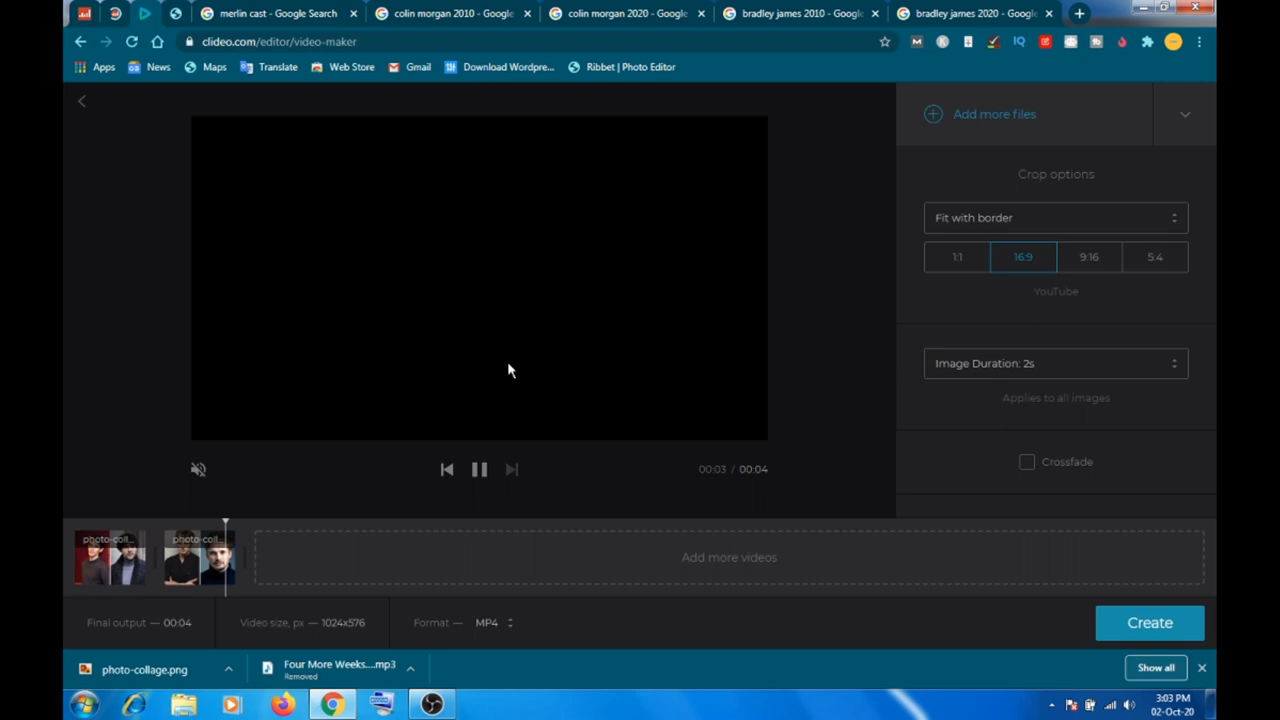 merlin cast - Google Search
colin morgan 2010 - Google
colin morgan 2020 - Google
bradley james 2010 - Google
bradley james 2020 - Google
clideo.com/editor/video-maker
Apps
News
Maps
Translate
Web Store
Gmail
Download Wordpre...
Ribbet | Photo Editor
Add more files
Crop options
Fit with border
1:1
16:9
9:16
5:4
YouTube
Image Duration: 2s
Applies to all images
Crossfade
00:03 / 00:04
photo-coll...
photo-coll...
Add more videos
Final output — 00:04
Video size, px — 1024x576
Format — MP4
Create
photo-collage.png
Four More Weeks....mp3
Removed
Show all
3:03 PM
02-Oct-20